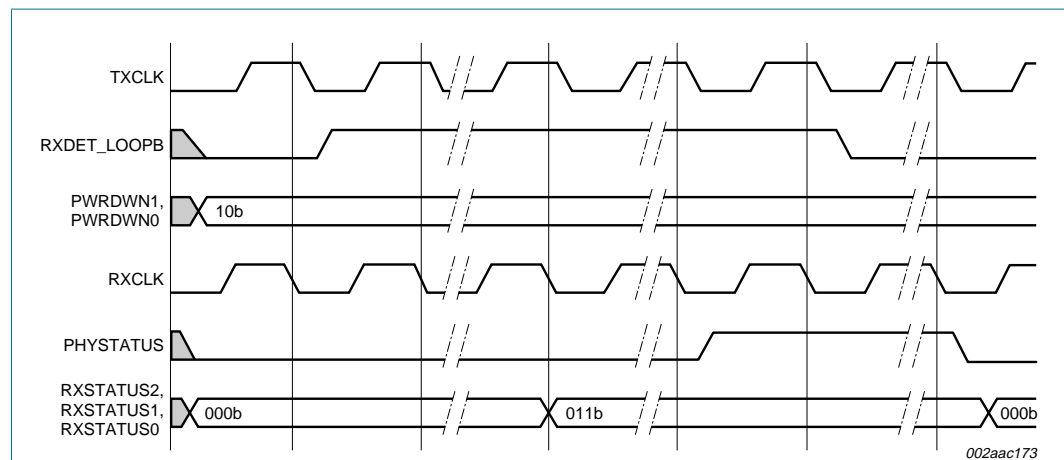 TXCLK
RXDET_LOOPB
PWRDWN1,
PWRDWN0
10b
RXCLK
PHYSTATUS
RXSTATUS2,
RXSTATUS1,
RXSTATUS0
000b
011b
000b
002aac173